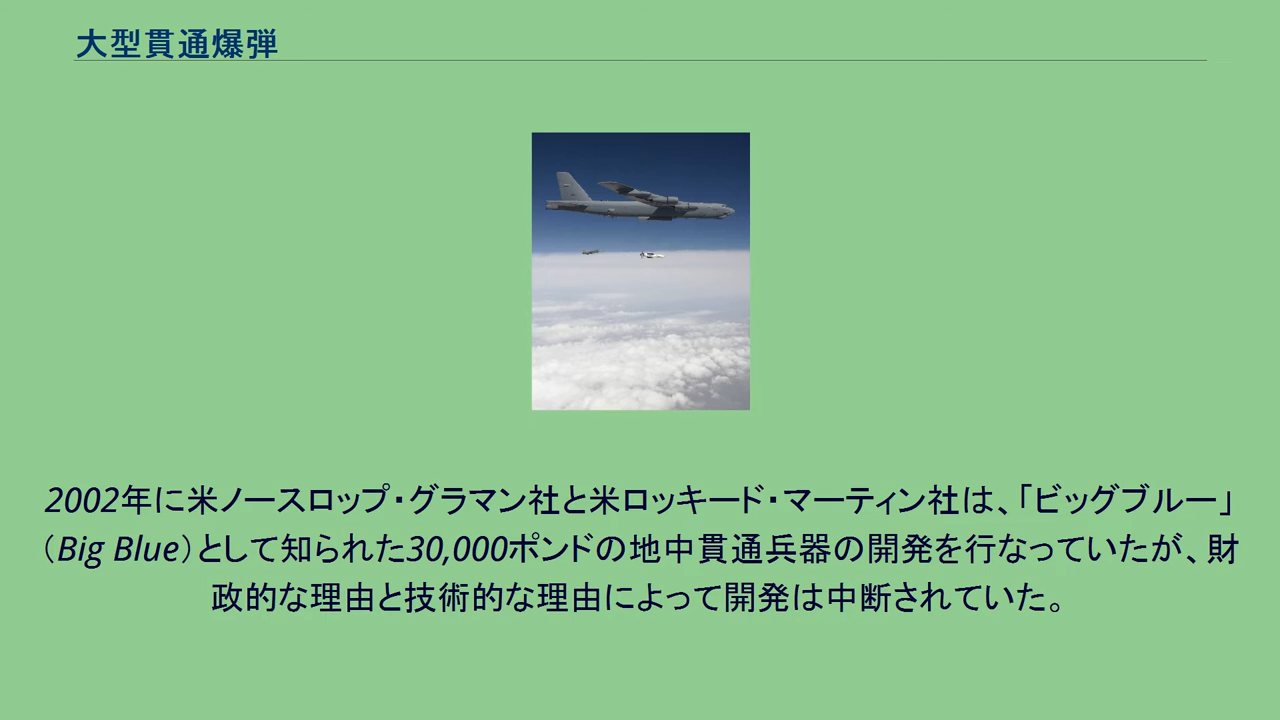 大型貫通爆弾
2002年に米ノースロップ・グラマン社と米ロッキード・マーティン社は、「ビッグブルー」
（Big Blue）として知られた30,000ポンドの地中貫通兵器の開発を行なっていたが、財
政的な理由と技術的な理由によって開発は中断されていた。